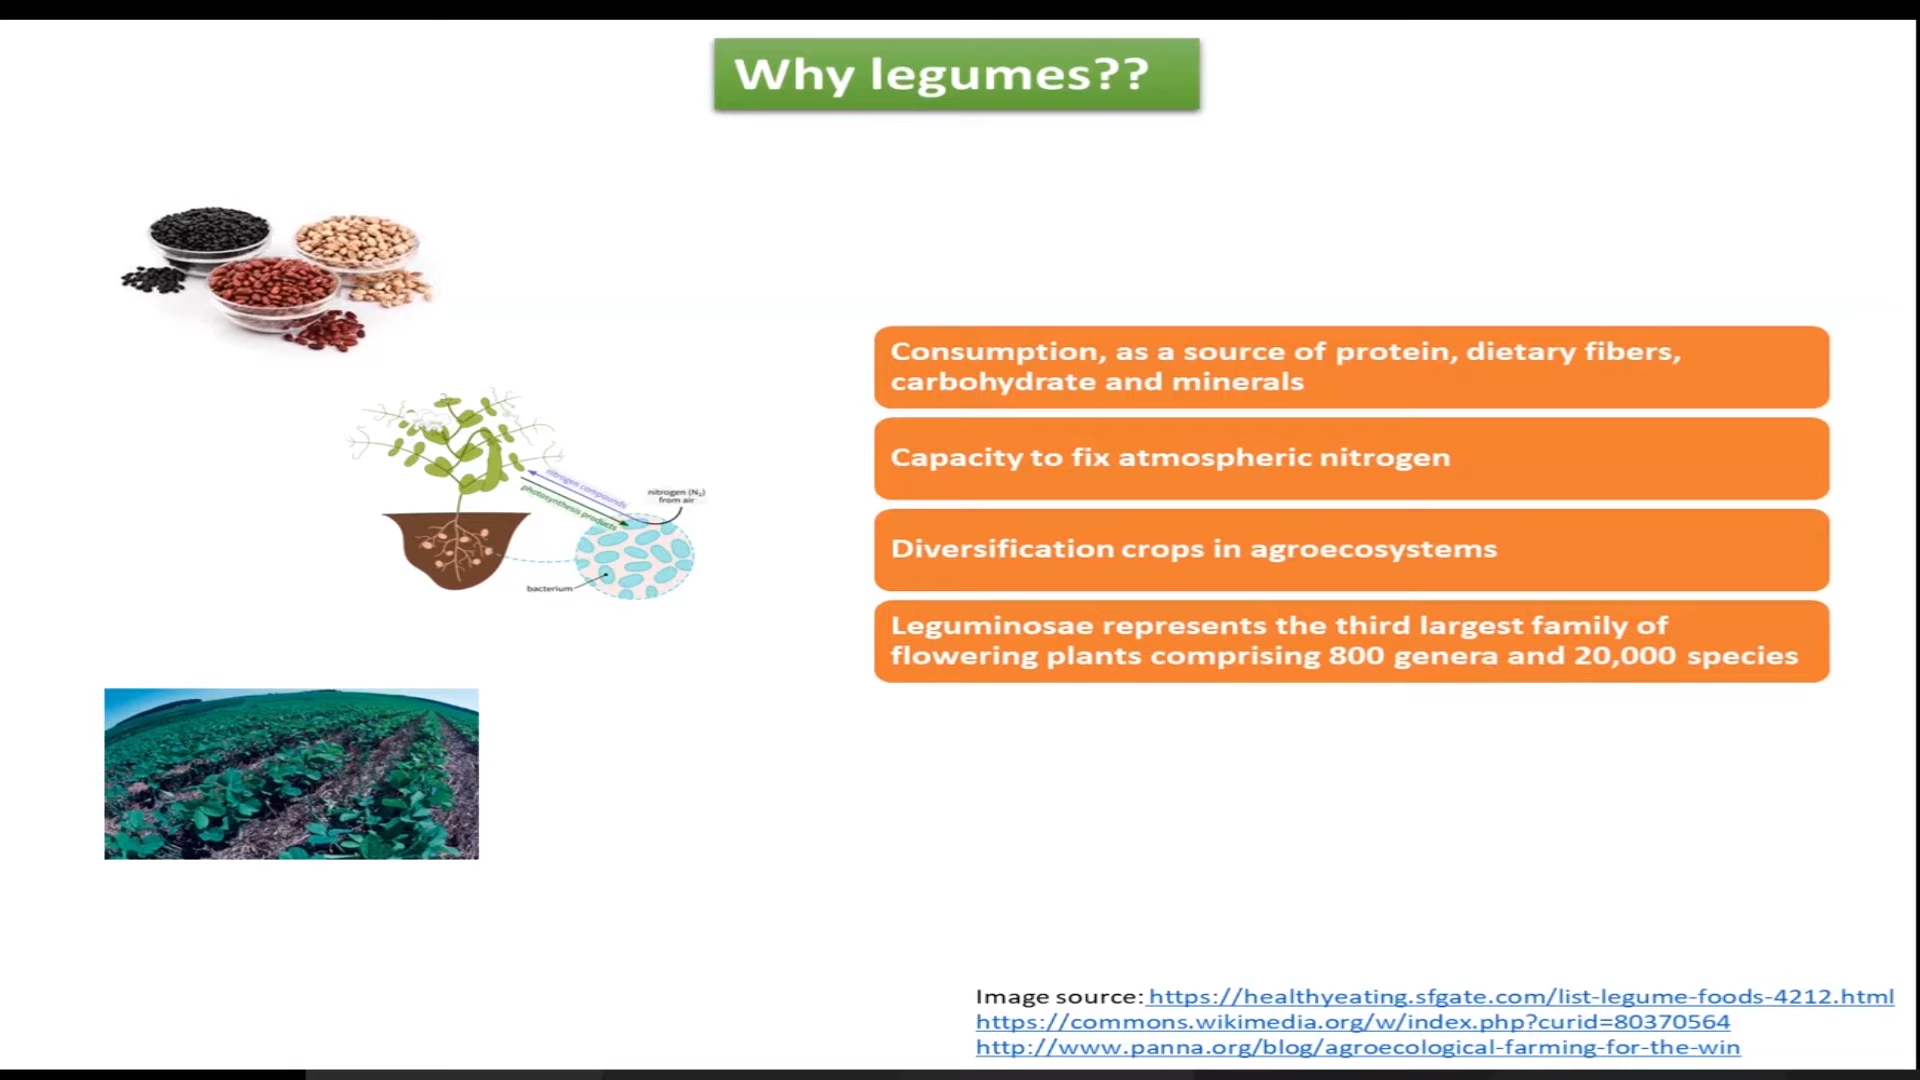 Why legumes??
Consumption, as a source of protein, dietary fibers,
carbohydrate and minerals
Capacity to fix atmospheric nitrogen
Diversification crops in agroecosystems
Leguminosae represents the third largest family of
flowering plants comprising 800 genera and 20,000 species
nitrogen compounds
photosynthesis products
nitrogen (N₂)
from air
bacterium
Image source: https://healthyeating.sfgate.com/list-legume-foods-4212.html
https://commons.wikimedia.org/w/index.php?curid=80370564
http://www.panna.org/blog/agroecological-farming-for-the-win